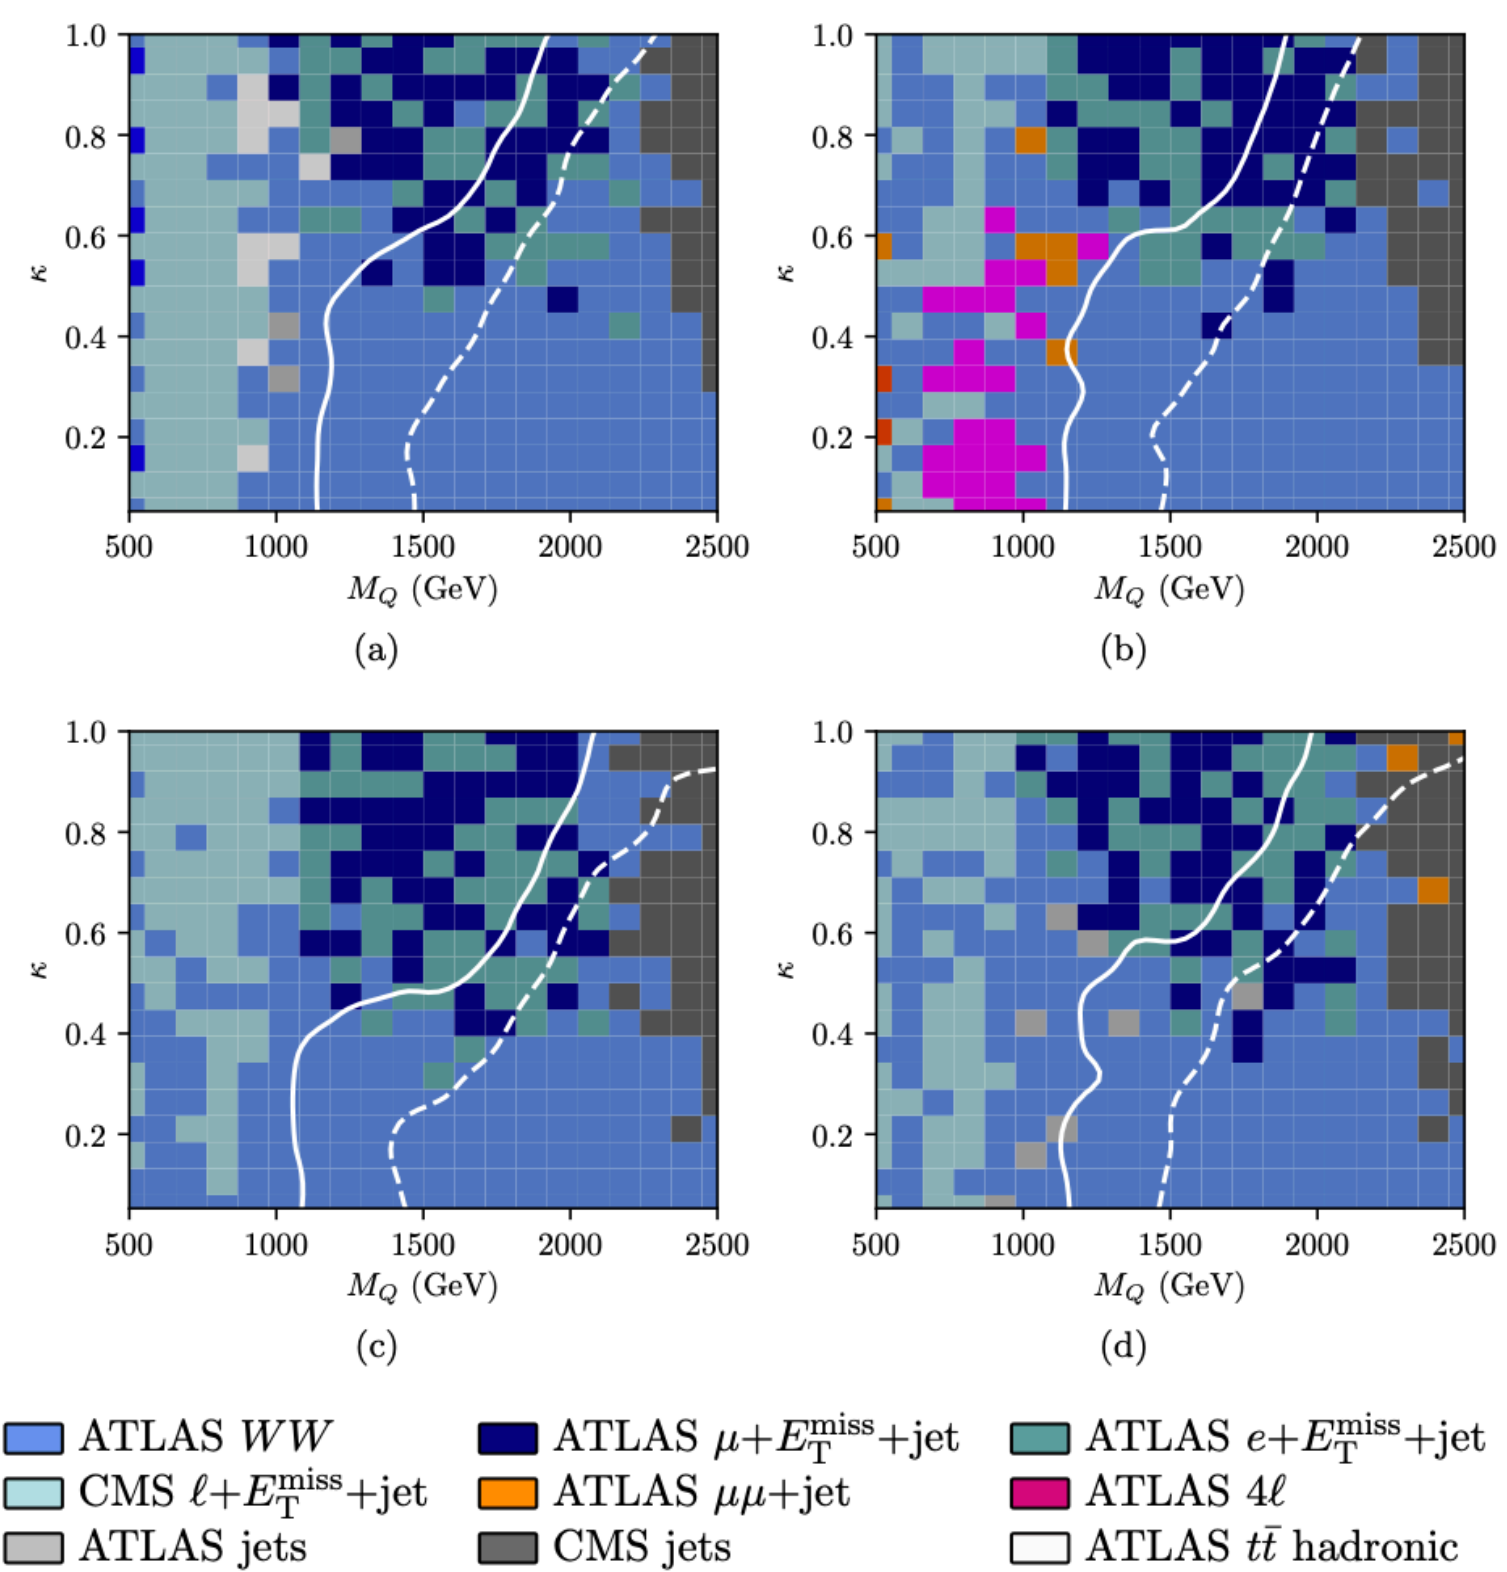 1.0
0.8
0.6
0.4
0.2
κ
500 1000 1500 2000 2500
M_Q (GeV)
(a)
1.0
0.8
0.6
0.4
0.2
κ
500 1000 1500 2000 2500
M_Q (GeV)
(b)
1.0
0.8
0.6
0.4
0.2
κ
500 1000 1500 2000 2500
M_Q (GeV)
(c)
1.0
0.8
0.6
0.4
0.2
κ
500 1000 1500 2000 2500
M_Q (GeV)
(d)
ATLAS WW ATLAS μ+E_T^miss+jet ATLAS e+E_T^miss+jet
CMS ℓ+E_T^miss+jet ATLAS μμ+jet ATLAS 4ℓ
ATLAS jets CMS jets ATLAS tt̄ hadronic